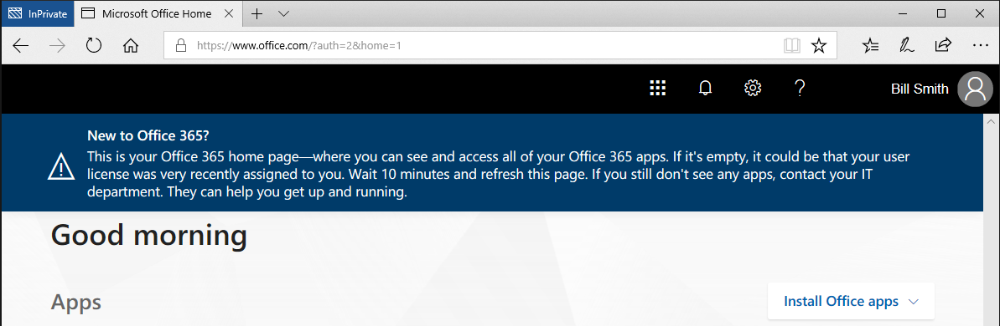 InPrivate
Microsoft Office Home
https://www.office.com/?auth=2&home=1
Bill Smith
New to Office 365?
This is your Office 365 home page—where you can see and access all of your Office 365 apps. If it's empty, it could be that your user
license was very recently assigned to you. Wait 10 minutes and refresh this page. If you still don't see any apps, contact your IT
department. They can help you get up and running.
Good morning
Apps
Install Office apps